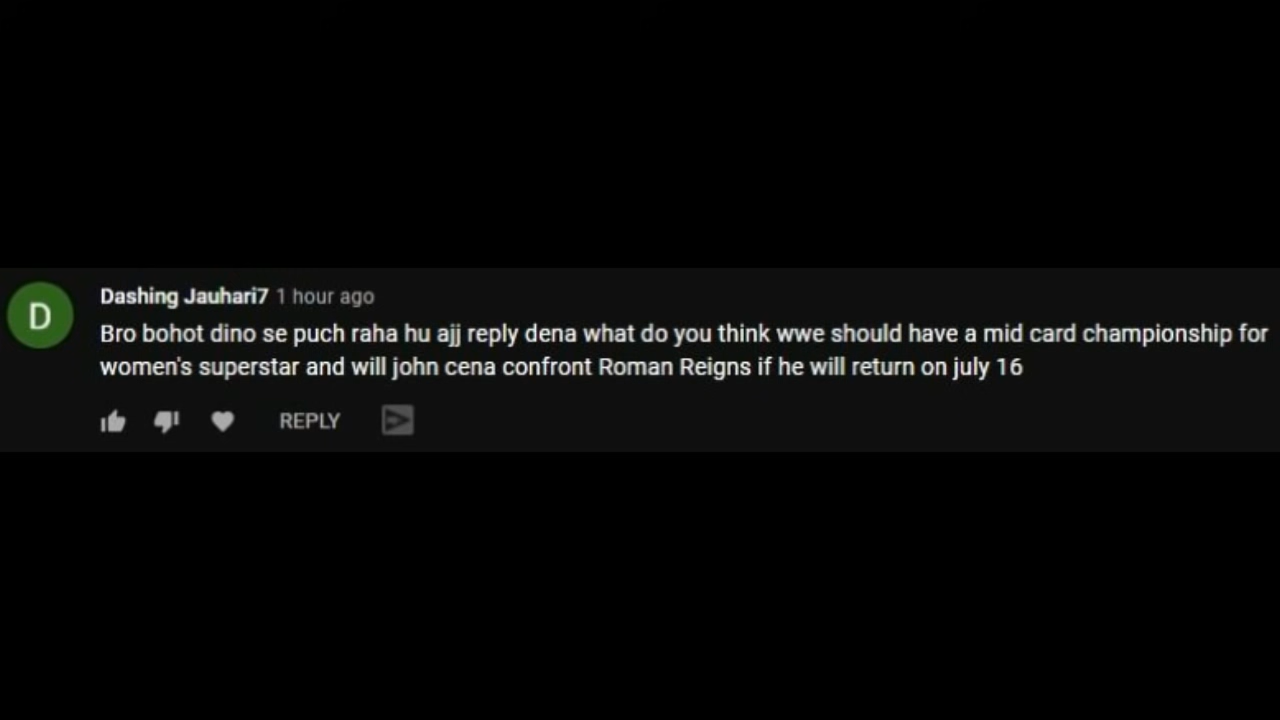 D
Dashing Jauhari7 1 hour ago
Bro bohot dino se puch raha hu ajj reply dena what do you think wwe should have a mid card championship for
women's superstar and will john cena confront Roman Reigns if he will return on july 16
REPLY